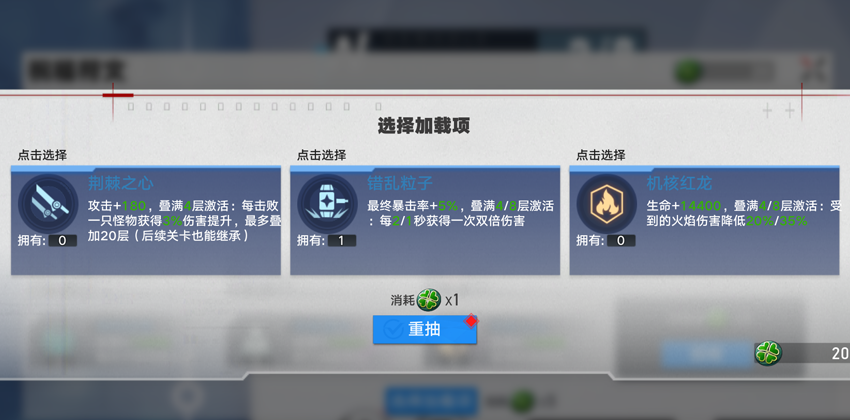 选择加载项
点击选择
荆棘之心
攻击+180，叠满4层激活：每击败
一只怪物获得3%伤害提升，最多叠
加20层（后续关卡也能继承）
拥有: 0
点击选择
错乱粒子
最终暴击率+5%，叠满4/8层激活
：每2/1秒获得一次双倍伤害
拥有: 1
点击选择
机核红龙
生命+14400，叠满4/8层激活：受
到的火焰伤害降低20%/35%
拥有: 0
消耗 x1
重抽
20